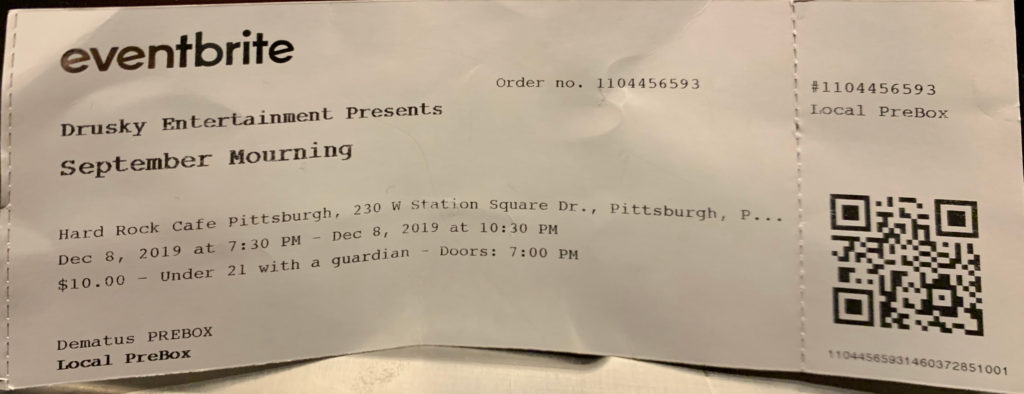 eventbrite
Order no. 1104456593
Drusky Entertainment Presents
September Mourning
Hard Rock Cafe Pittsburgh, 230 W Station Square Dr., Pittsburgh, P...
Dec 8, 2019 at 7:30 PM - Dec 8, 2019 at 10:30 PM
$10.00 - Under 21 with a guardian - Doors: 7:00 PM
Dematus PREBOX
Local PreBox
#1104456593
Local PreBox
11044565931460372851001